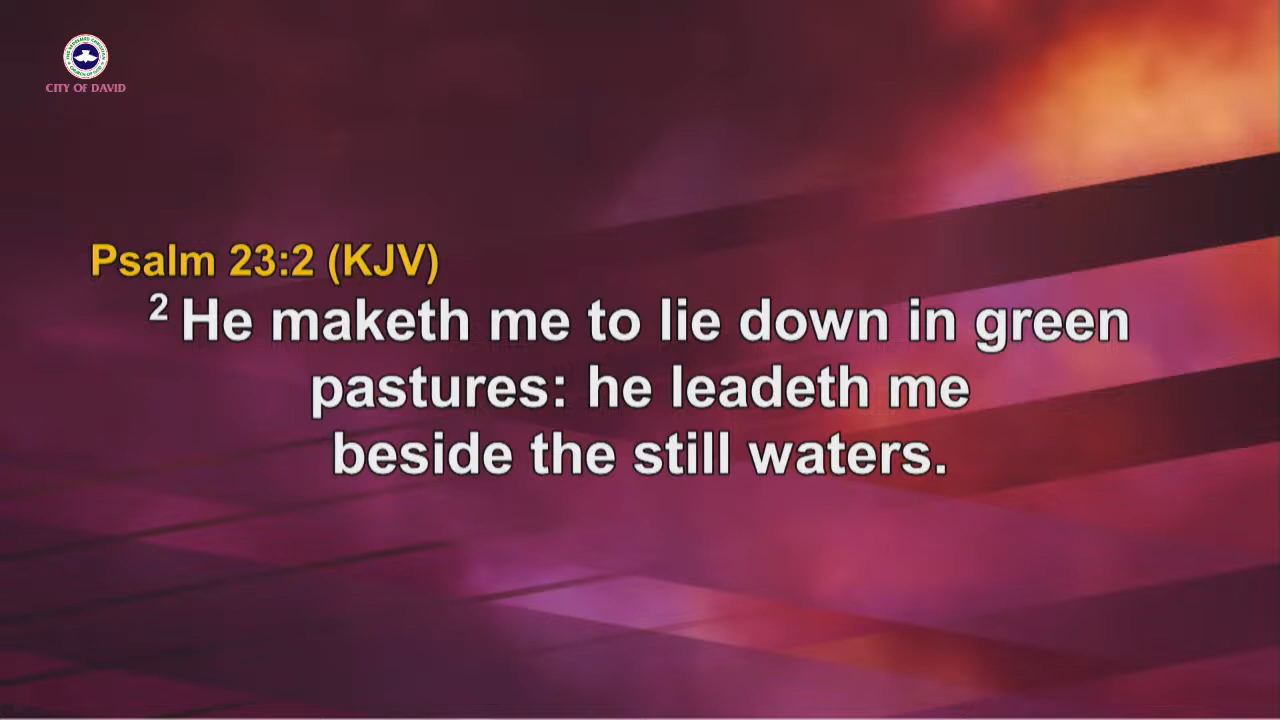 CITY OF DAVID
Psalm 23:2 (KJV)
2 He maketh me to lie down in green
pastures: he leadeth me
beside the still waters.